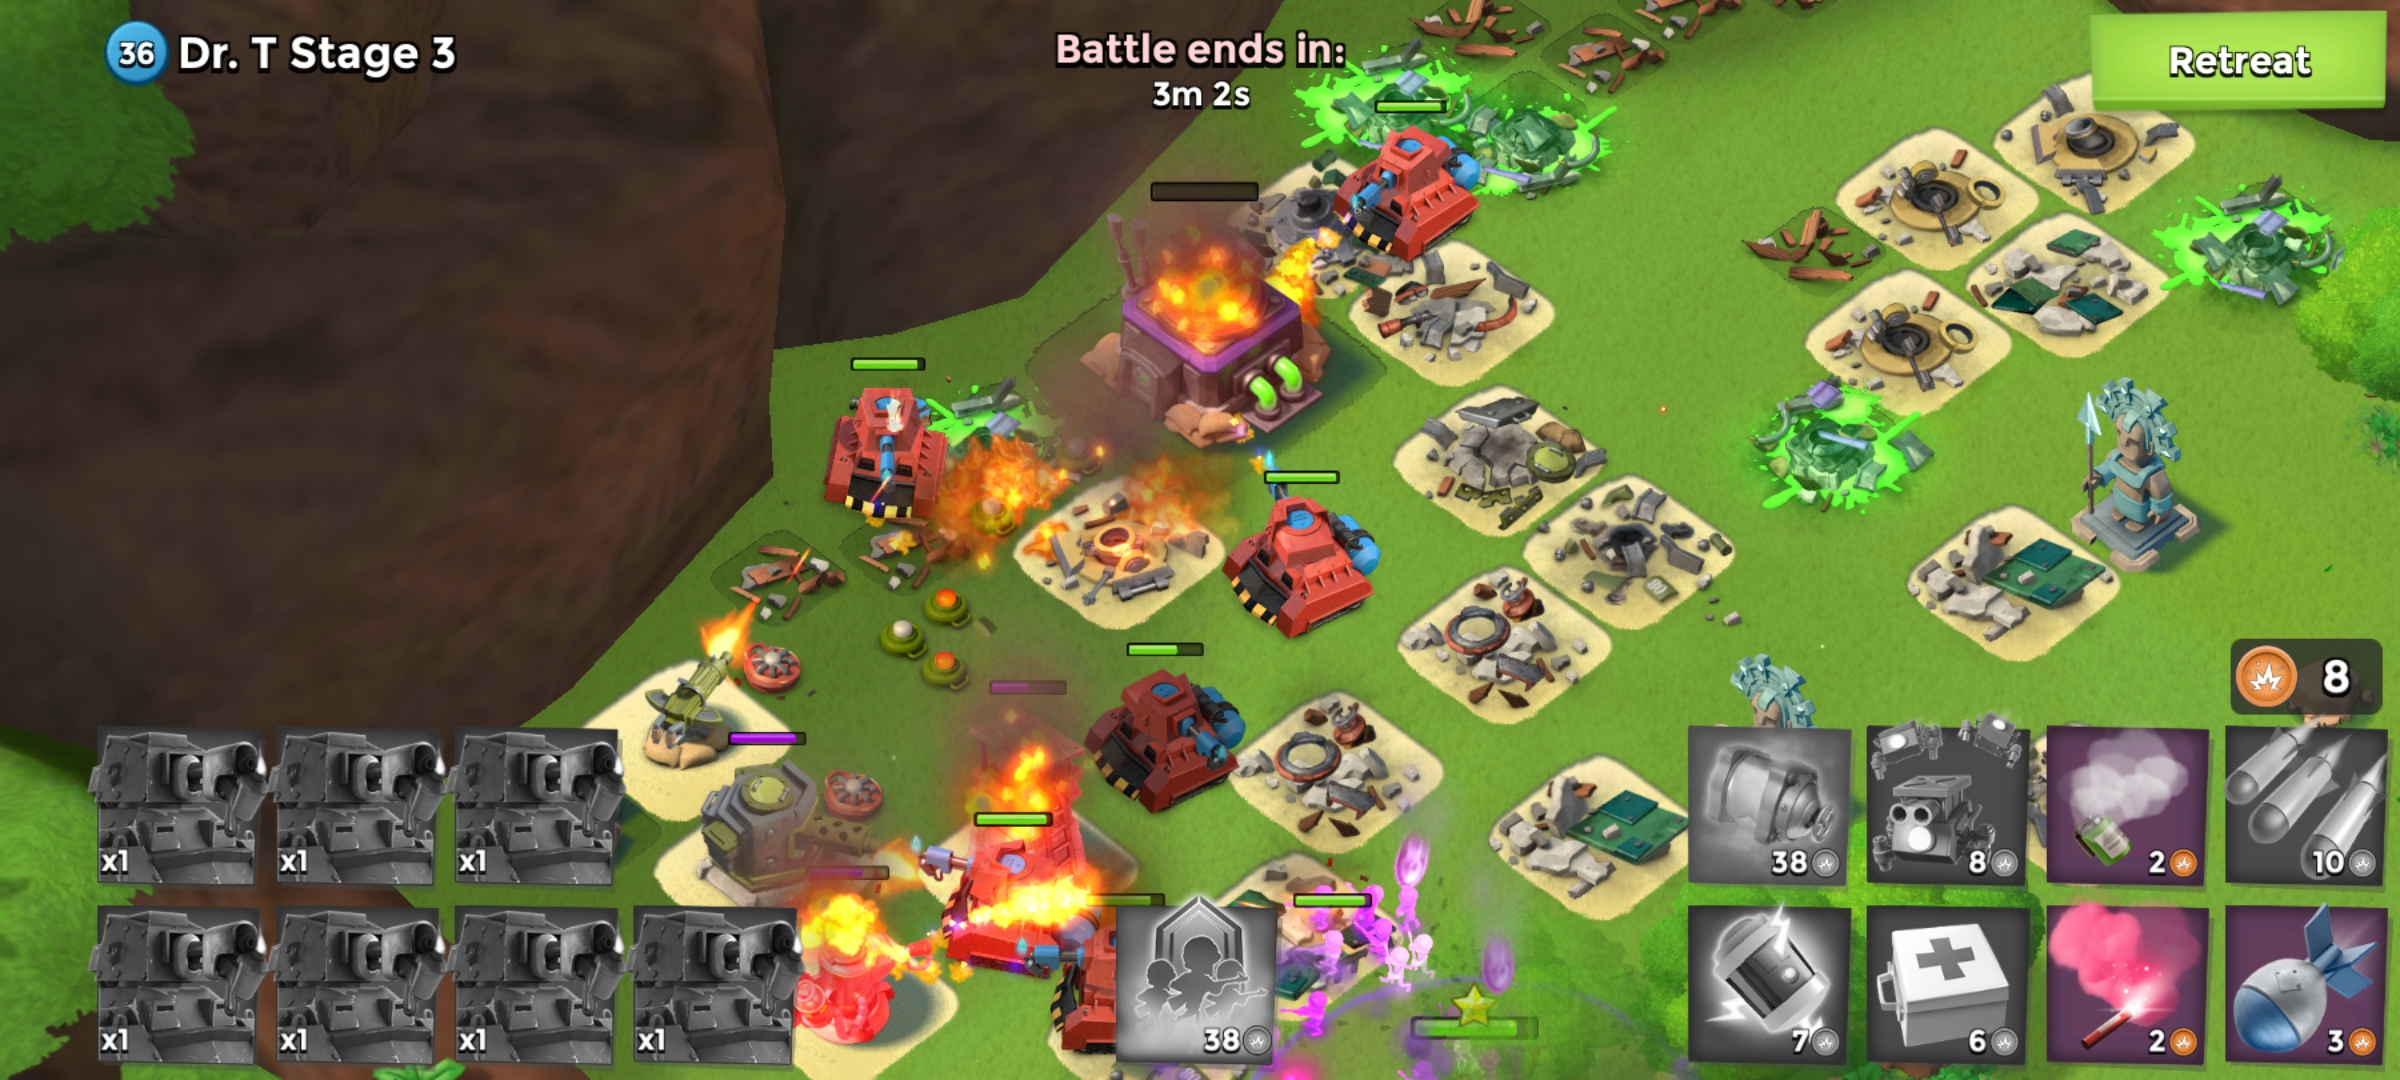 36 Dr. T Stage 3
Battle ends in:
3m 2s
Retreat
8
x1 x1 x1
38 8 2 10
x1 x1 x1 x1
38 7 6 2 3